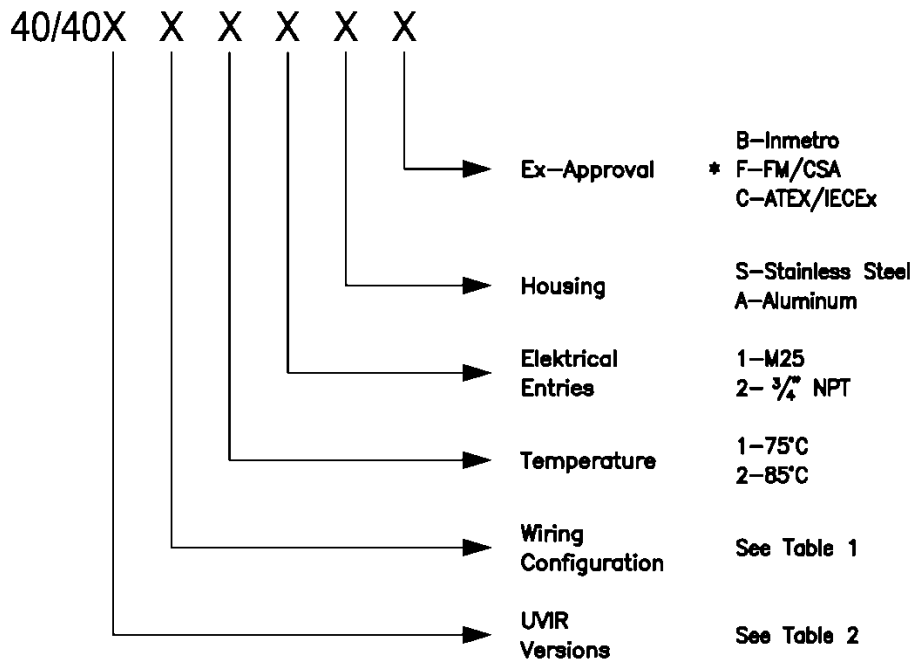 40/40X X X X X X
Ex-Approval
B-Inmetro
* F-FM/CSA
C-ATEX/IECEx
Housing
S-Stainless Steel
A-Aluminum
Elektrical
Entries
1-M25
2- ¾" NPT
Temperature
1-75°C
2-85°C
Wiring
Configuration
See Table 1
UVIR
Versions
See Table 2